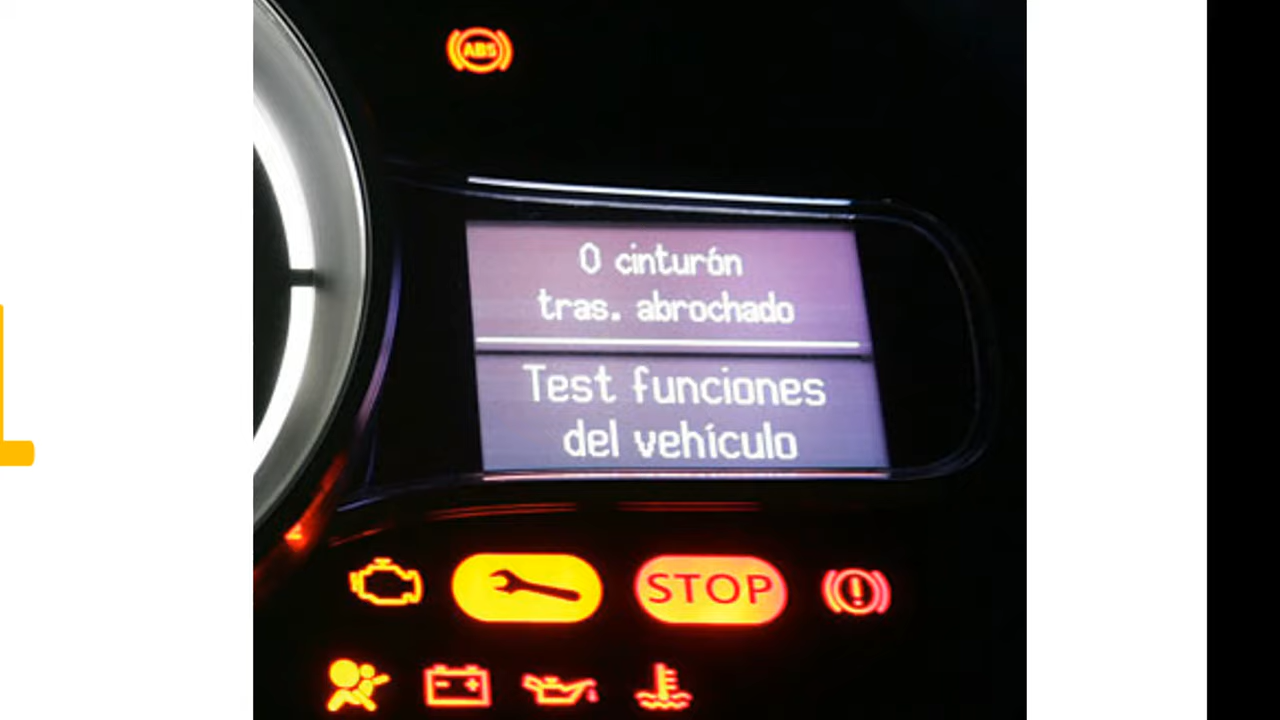 ABS
0 cinturón
tras. abrochado
Test funciones
del vehículo
STOP